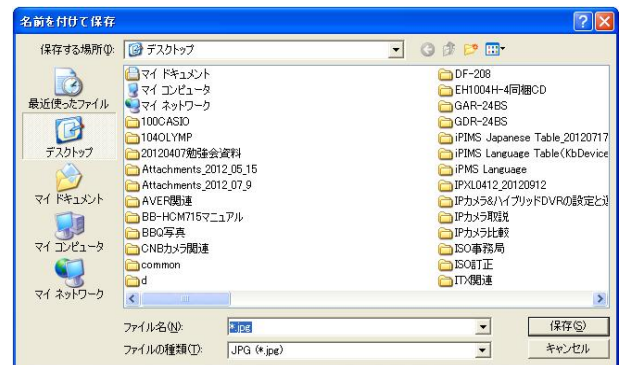 名前を付けて保存
保存する場所(I):
デスクトップ
最近使ったファイル
デスクトップ
マイ ドキュメント
マイ コンピュータ
マイ ネットワーク
マイ ドキュメント
マイ コンピュータ
マイ ネットワーク
100CASIO
104OLYMP
20120407勉強会資料
Attachments_2012_05_15
Attachments_2012_07_9
AVER関連
BB-HCM715マニュアル
BBQ写真
CNBカメラ関連
common
d
DF-208
EH1004H-4同梱CD
GAR-24BS
GDR-24BS
iPIMS Japanese Table_20120717
iPIMS Language Table(KbDevice
iPMS Language
IPXL0412_20120912
IPカメラ&ハイブリッドDVRの設定と
IPカメラ取説
IPカメラ比較
ISO事務局
ISO訂正
ITX関連
ファイル名(N):
*.jpg
保存(S)
ファイルの種類(T):
JPG (*.jpg)
キャンセル